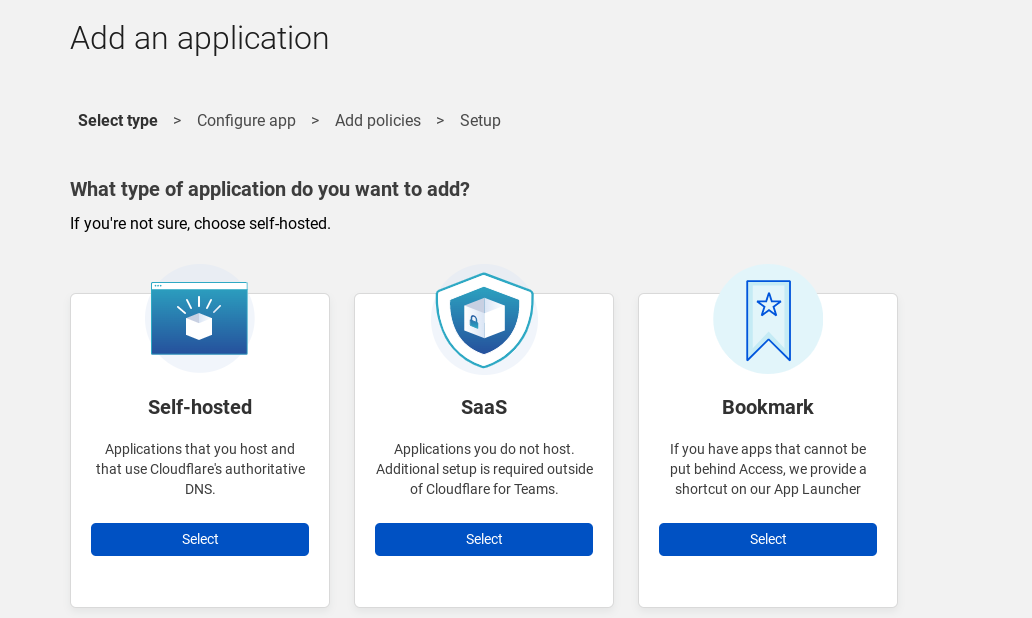 Add an application
Select type > Configure app > Add policies > Setup
What type of application do you want to add?
If you're not sure, choose self-hosted.
Self-hosted
Applications that you host and
that use Cloudflare's authoritative
DNS.
Select
SaaS
Applications you do not host.
Additional setup is required outside
of Cloudflare for Teams.
Select
Bookmark
If you have apps that cannot be
put behind Access, we provide a
shortcut on our App Launcher
Select